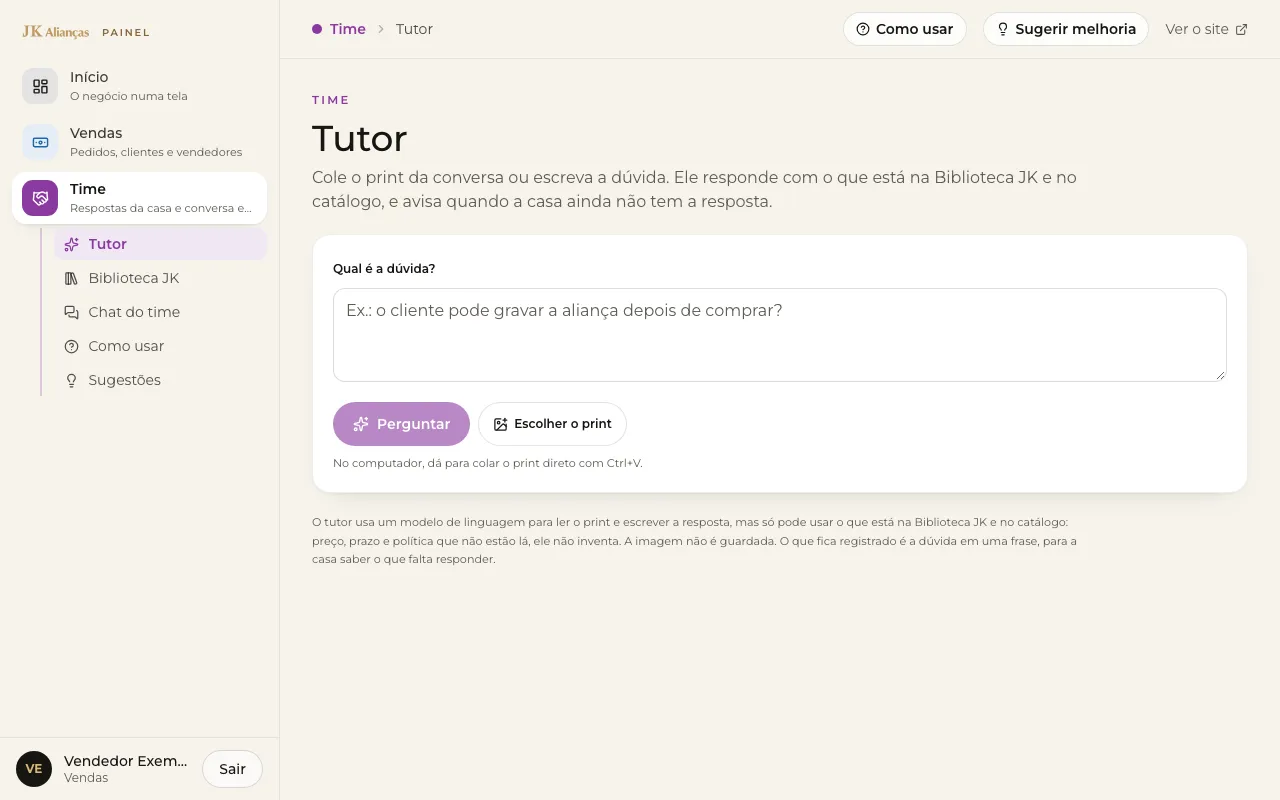 JK Alianças PAINEL
Início
O negócio numa tela
Vendas
Pedidos, clientes e vendedores
Time
Respostas da casa e conversa e...
Tutor
Biblioteca JK
Chat do time
Como usar
Sugestões
VE
Vendedor Exem...
Vendas
Sair
Time > Tutor
Como usar
Sugerir melhoria
Ver o site
TIME
Tutor
Cole o print da conversa ou escreva a dúvida. Ele responde com o que está na Biblioteca JK e no
catálogo, e avisa quando a casa ainda não tem a resposta.
Qual é a dúvida?
Ex.: o cliente pode gravar a aliança depois de comprar?
Perguntar
Escolher o print
No computador, dá para colar o print direto com Ctrl+V.
O tutor usa um modelo de linguagem para ler o print e escrever a resposta, mas só pode usar o que está na Biblioteca JK e no catálogo:
preço, prazo e política que não estão lá, ele não inventa. A imagem não é guardada. O que fica registrado é a dúvida em uma frase, para a
casa saber o que falta responder.